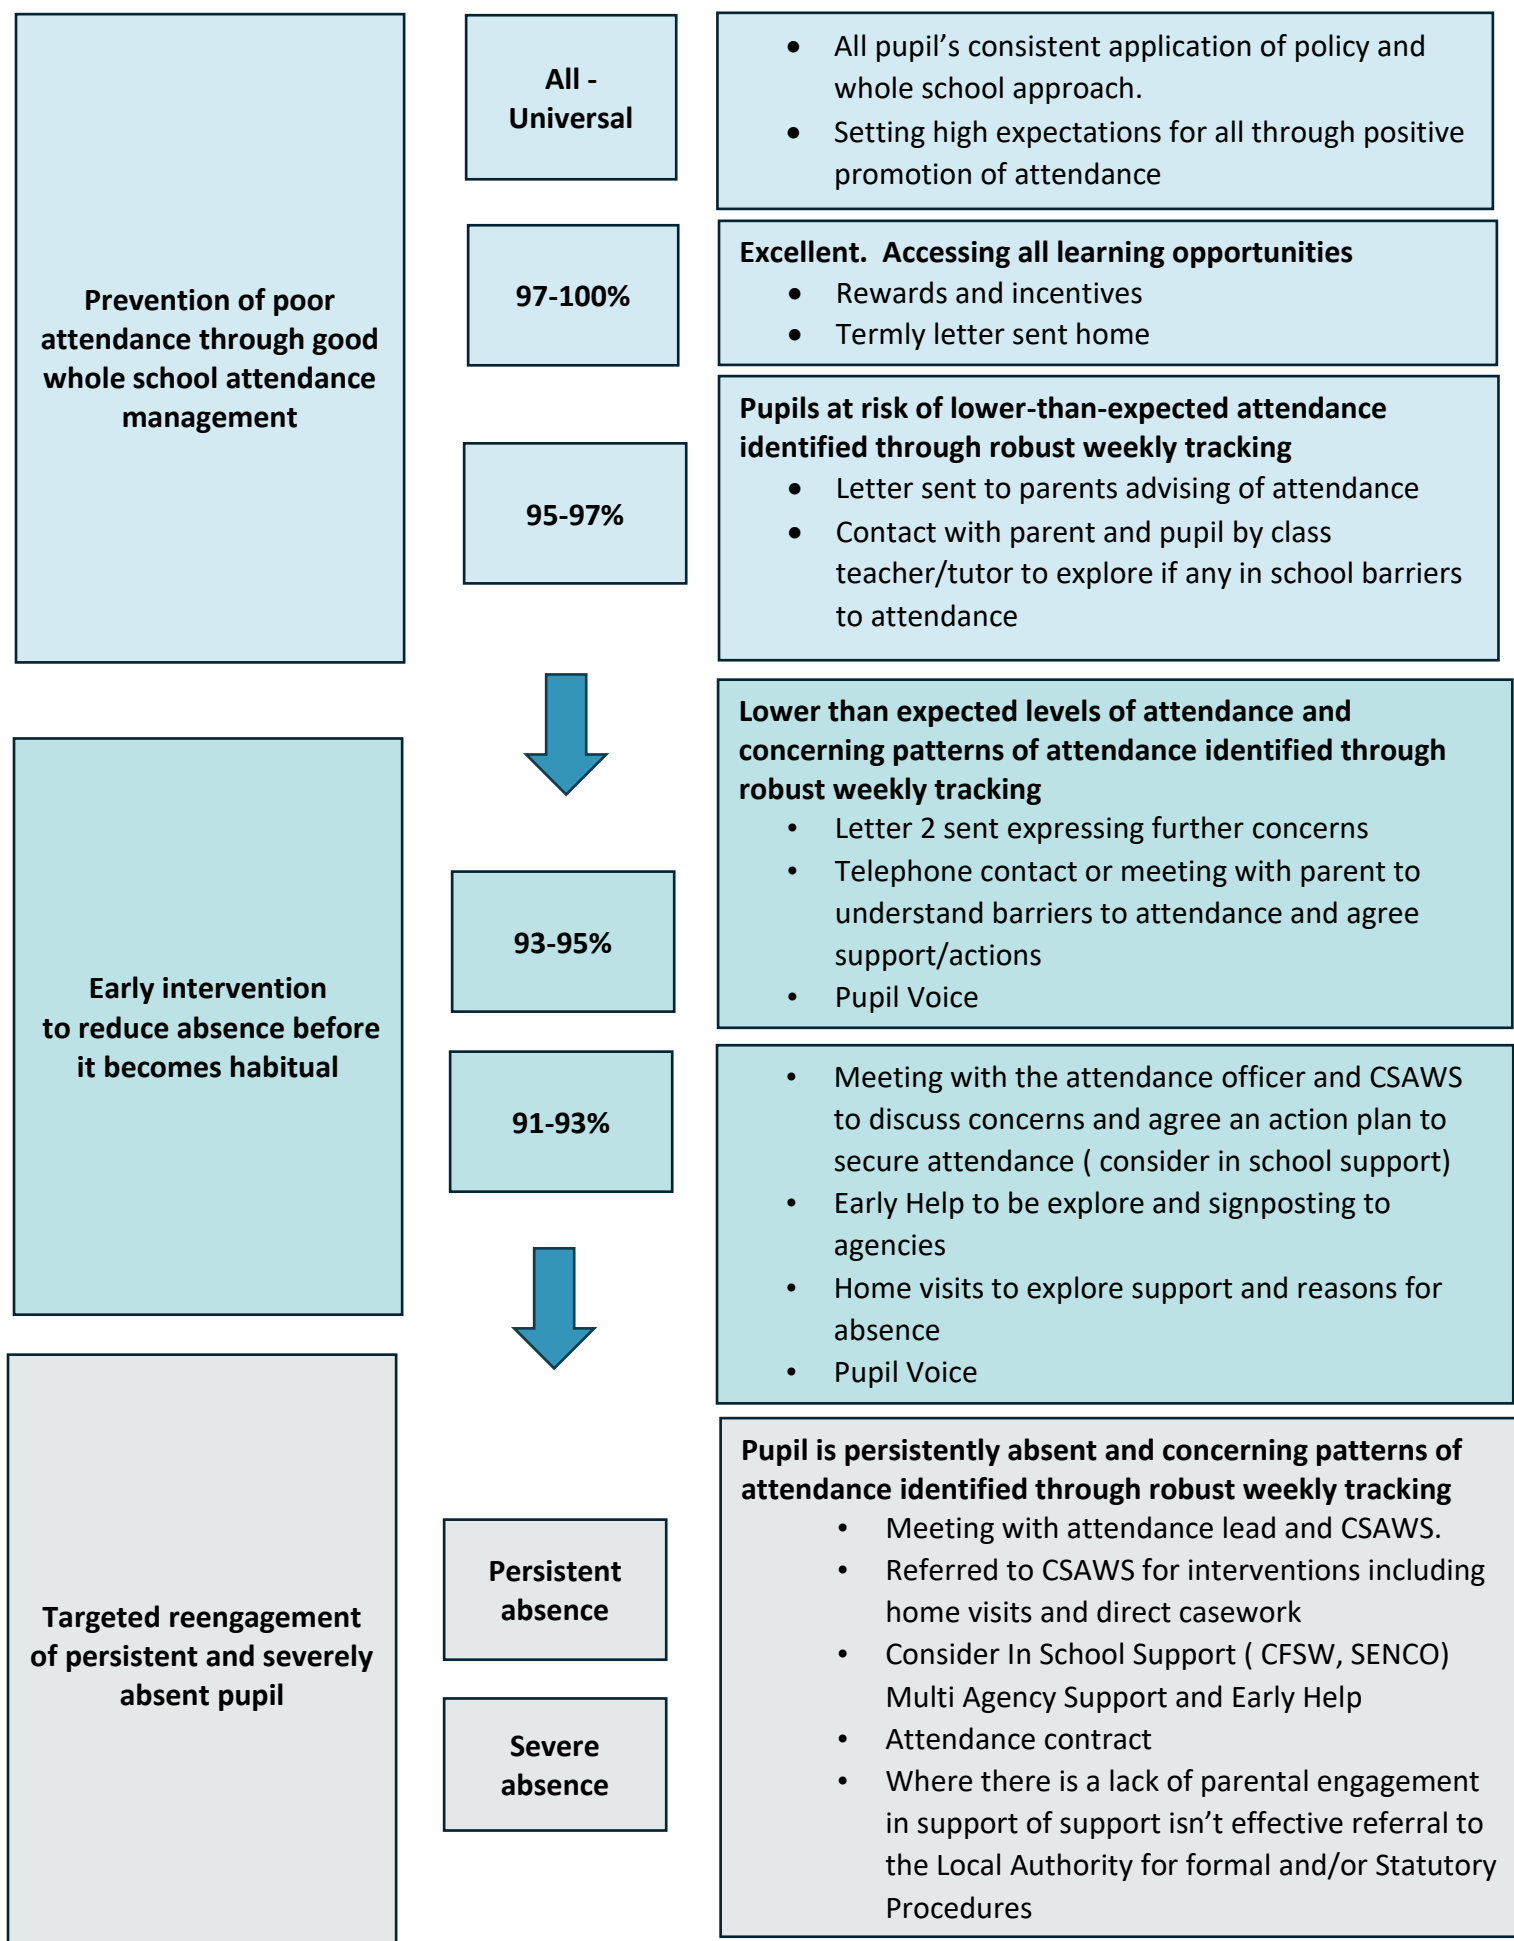 Prevention of poor
attendance through good
whole school attendance
management
All -
Universal
• All pupil's consistent application of policy and
whole school approach.
• Setting high expectations for all through positive
promotion of attendance
97-100%
Excellent.  Accessing all learning opportunities
• Rewards and incentives
• Termly letter sent home
95-97%
Pupils at risk of lower-than-expected attendance
identified through robust weekly tracking
• Letter sent to parents advising of attendance
• Contact with parent and pupil by class
teacher/tutor to explore if any in school barriers
to attendance
Early intervention
to reduce absence before
it becomes habitual
93-95%
Lower than expected levels of attendance and
concerning patterns of attendance identified through
robust weekly tracking
• Letter 2 sent expressing further concerns
• Telephone contact or meeting with parent to
understand barriers to attendance and agree
support/actions
• Pupil Voice
91-93%
• Meeting with the attendance officer and CSAWS
to discuss concerns and agree an action plan to
secure attendance ( consider in school support)
• Early Help to be explore and signposting to
agencies
• Home visits to explore support and reasons for
absence
• Pupil Voice
Targeted reengagement
of persistent and severely
absent pupil
Persistent
absence
Severe
absence
Pupil is persistently absent and concerning patterns of
attendance identified through robust weekly tracking
• Meeting with attendance lead and CSAWS.
• Referred to CSAWS for interventions including
home visits and direct casework
• Consider In School Support ( CFSW, SENCO)
Multi Agency Support and Early Help
• Attendance contract
• Where there is a lack of parental engagement
in support of support isn't effective referral to
the Local Authority for formal and/or Statutory
Procedures